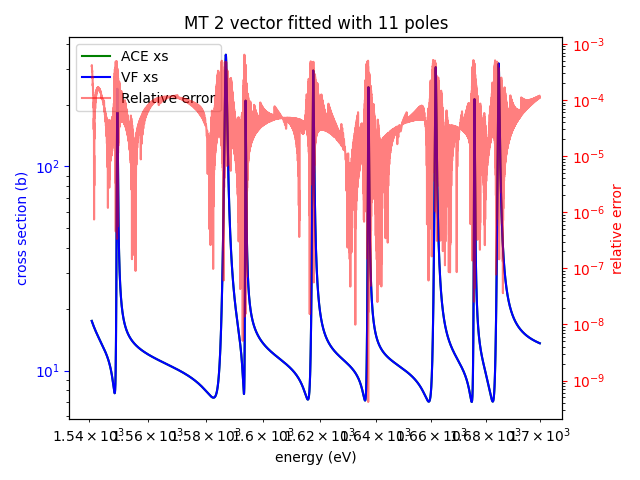 MT 2 vector fitted with 11 poles
ACE xs
VF xs
Relative error
cross section (b)
10²
10¹
10⁻³
10⁻⁴
10⁻⁵
10⁻⁶
10⁻⁷
10⁻⁸
10⁻⁹
relative error
1.54 × 10³ 1.56 × 10³ 1.58 × 10³ 1.6 × 10³ 1.62 × 10³ 1.64 × 10³ 1.66 × 10³ 1.68 × 10³ 1.7 × 10³
energy (eV)